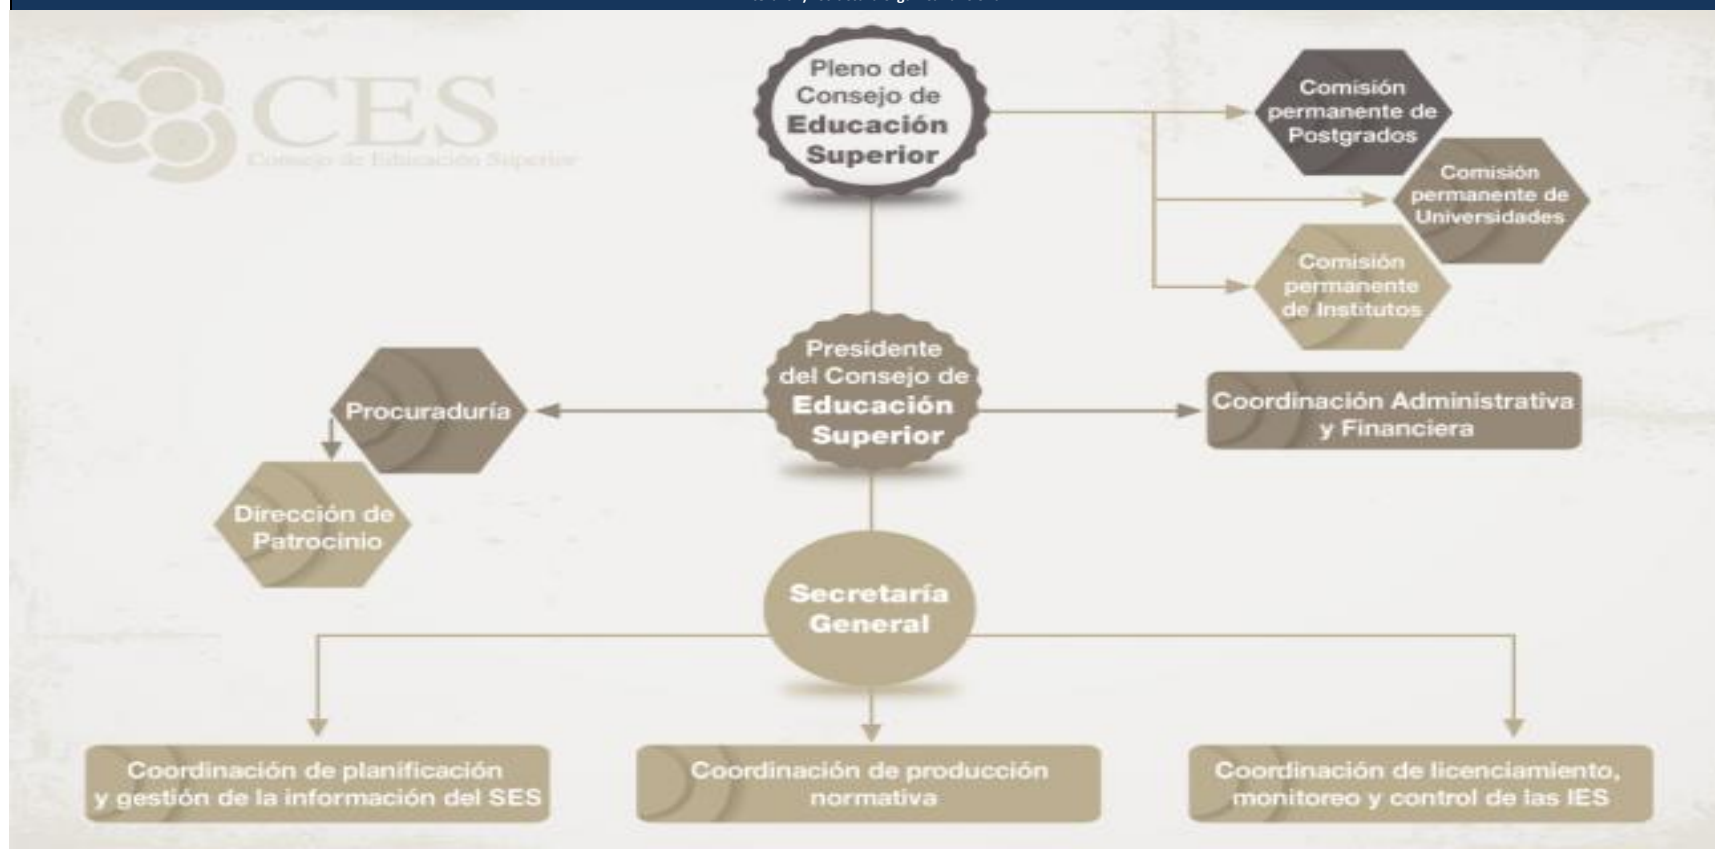 Pleno del
Consejo de
Educación
Superior
Comisión
permanente de
Postgrados
Comisión
permanente de
Universidades
Comisión
permanente
de Institutos
CES
Consejo de Educación Superior
Presidente
del Consejo de
Educación
Superior
Procuraduría
Coordinación Administrativa
y Financiera
Dirección de
Patrocinio
Secretaría
General
Coordinación de planificación
y gestión de la información del SES
Coordinación de producción
normativa
Coordinación de licenciamiento,
monitoreo y control de las IES